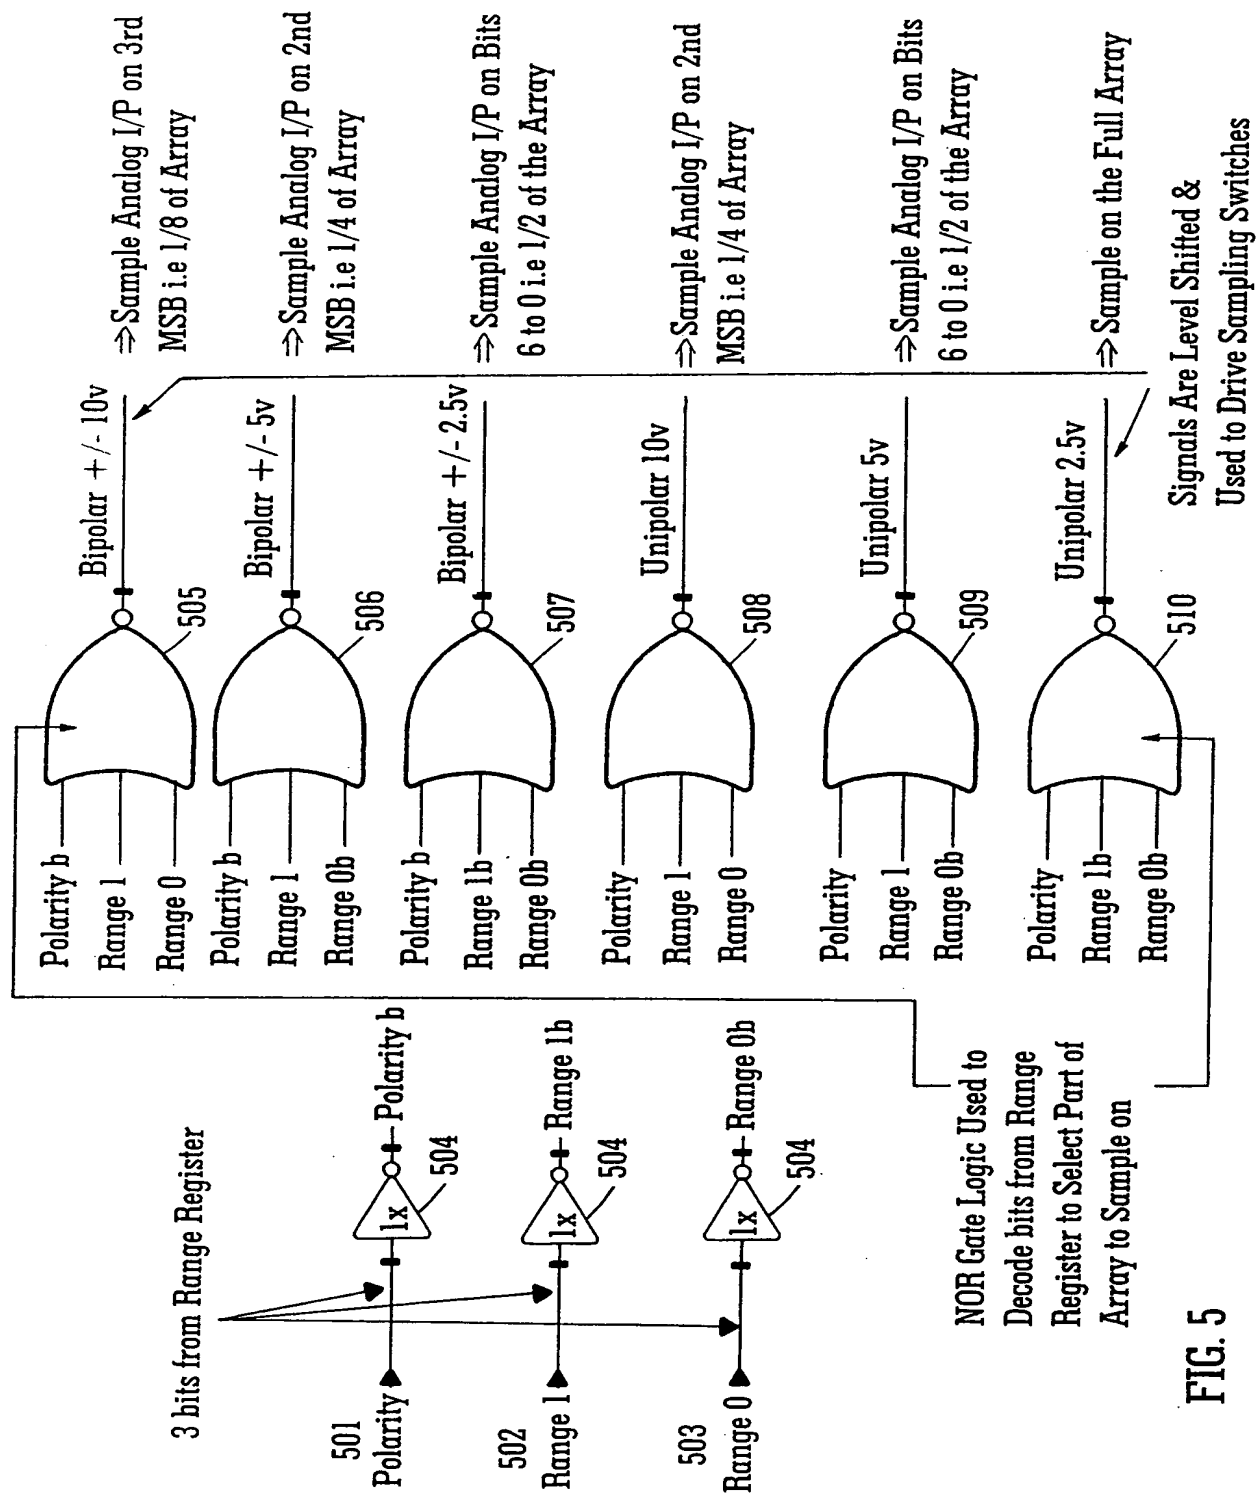 3 bits from Range Register
501
Polarity
1x
504
Polarity b
502
Range 1
1x
504
Range 1b
503
Range 0
1x
504
Range 0b
NOR Gate Logic Used to
Decode bits from Range
Register to Select Part of
Array to Sample on
Polarity b
Range 1
Range 0
505
Bipolar +/- 10v
⇒Sample Analog I/P on 3rd
MSB i.e 1/8 of Array
Polarity b
Range 1
Range 0b
506
Bipolar +/- 5v
⇒Sample Analog I/P on 2nd
MSB i.e 1/4 of Array
Polarity b
Range 1b
Range 0b
507
Bipolar +/- 2.5v
⇒Sample Analog I/P on Bits
6 to 0 i.e 1/2 of the Array
Polarity
Range 1
Range 0
508
Unipolar 10v
⇒Sample Analog I/P on 2nd
MSB i.e 1/4 of Array
Polarity
Range 1
Range 0b
509
Unipolar 5v
⇒Sample Analog I/P on Bits
6 to 0 i.e 1/2 of the Array
Polarity
Range 1b
Range 0b
510
Unipolar 2.5v
⇒Sample on the Full Array
Signals Are Level Shifted &
Used to Drive Sampling Switches
FIG. 5